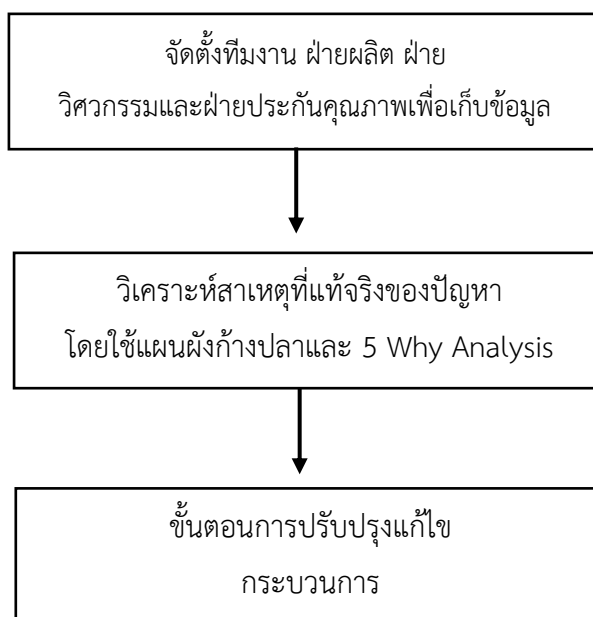 จัดตั้งทีมงาน ฝ่ายผลิต ฝ่าย
วิศวกรรมและฝ่ายประกันคุณภาพเพื่อเก็บข้อมูล
วิเคราะห์สาเหตุที่แท้จริงของปัญหา
โดยใช้แผนผังก้างปลาและ 5 Why Analysis
ขั้นตอนการปรับปรุงแก้ไข
กระบวนการ